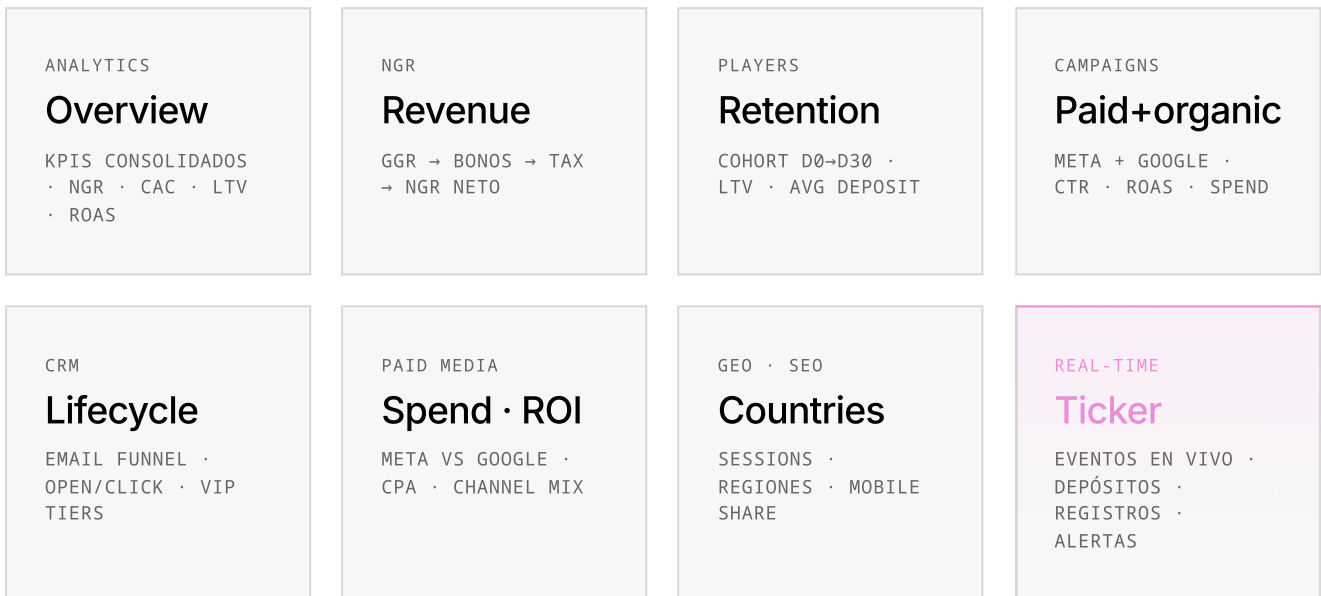 ANALYTICS
Overview
KPIS CONSOLIDADOS
· NGR · CAC · LTV
· ROAS
NGR
Revenue
GGR → BONOS → TAX
→ NGR NETO
PLAYERS
Retention
COHORT D0→D30 ·
LTV · AVG DEPOSIT
CAMPAIGNS
Paid+organic
META + GOOGLE ·
CTR · ROAS · SPEND
CRM
Lifecycle
EMAIL FUNNEL ·
OPEN/CLICK · VIP
TIERS
PAID MEDIA
Spend · ROI
META VS GOOGLE ·
CPA · CHANNEL MIX
GEO · SEO
Countries
SESSIONS ·
REGIONES · MOBILE
SHARE
REAL-TIME
Ticker
EVENTOS EN VIVO ·
DEPÓSITOS ·
REGISTROS ·
ALERTAS